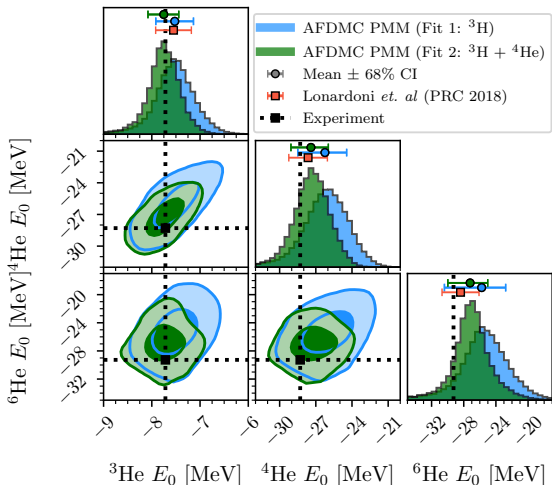 AFDMC PMM (Fit 1: ³H)
AFDMC PMM (Fit 2: ³H + ⁴He)
Mean ± 68% CI
Lonardoni et. al (PRC 2018)
Experiment
⁴He E₀ [MeV]
−21
−24
−27
−30
⁶He E₀ [MeV]
−20
−24
−28
−32
−9
−8
−7
−6
−30
−27
−24
−21
−32
−28
−24
−20
³He E₀ [MeV]
⁴He E₀ [MeV]
⁶He E₀ [MeV]